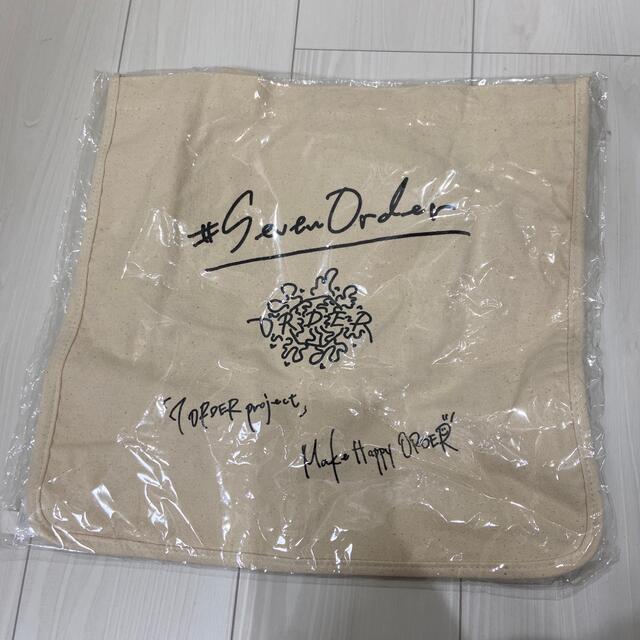 #SevenOrder
ORDER
「7ORDER project」
Make Happy ORDER